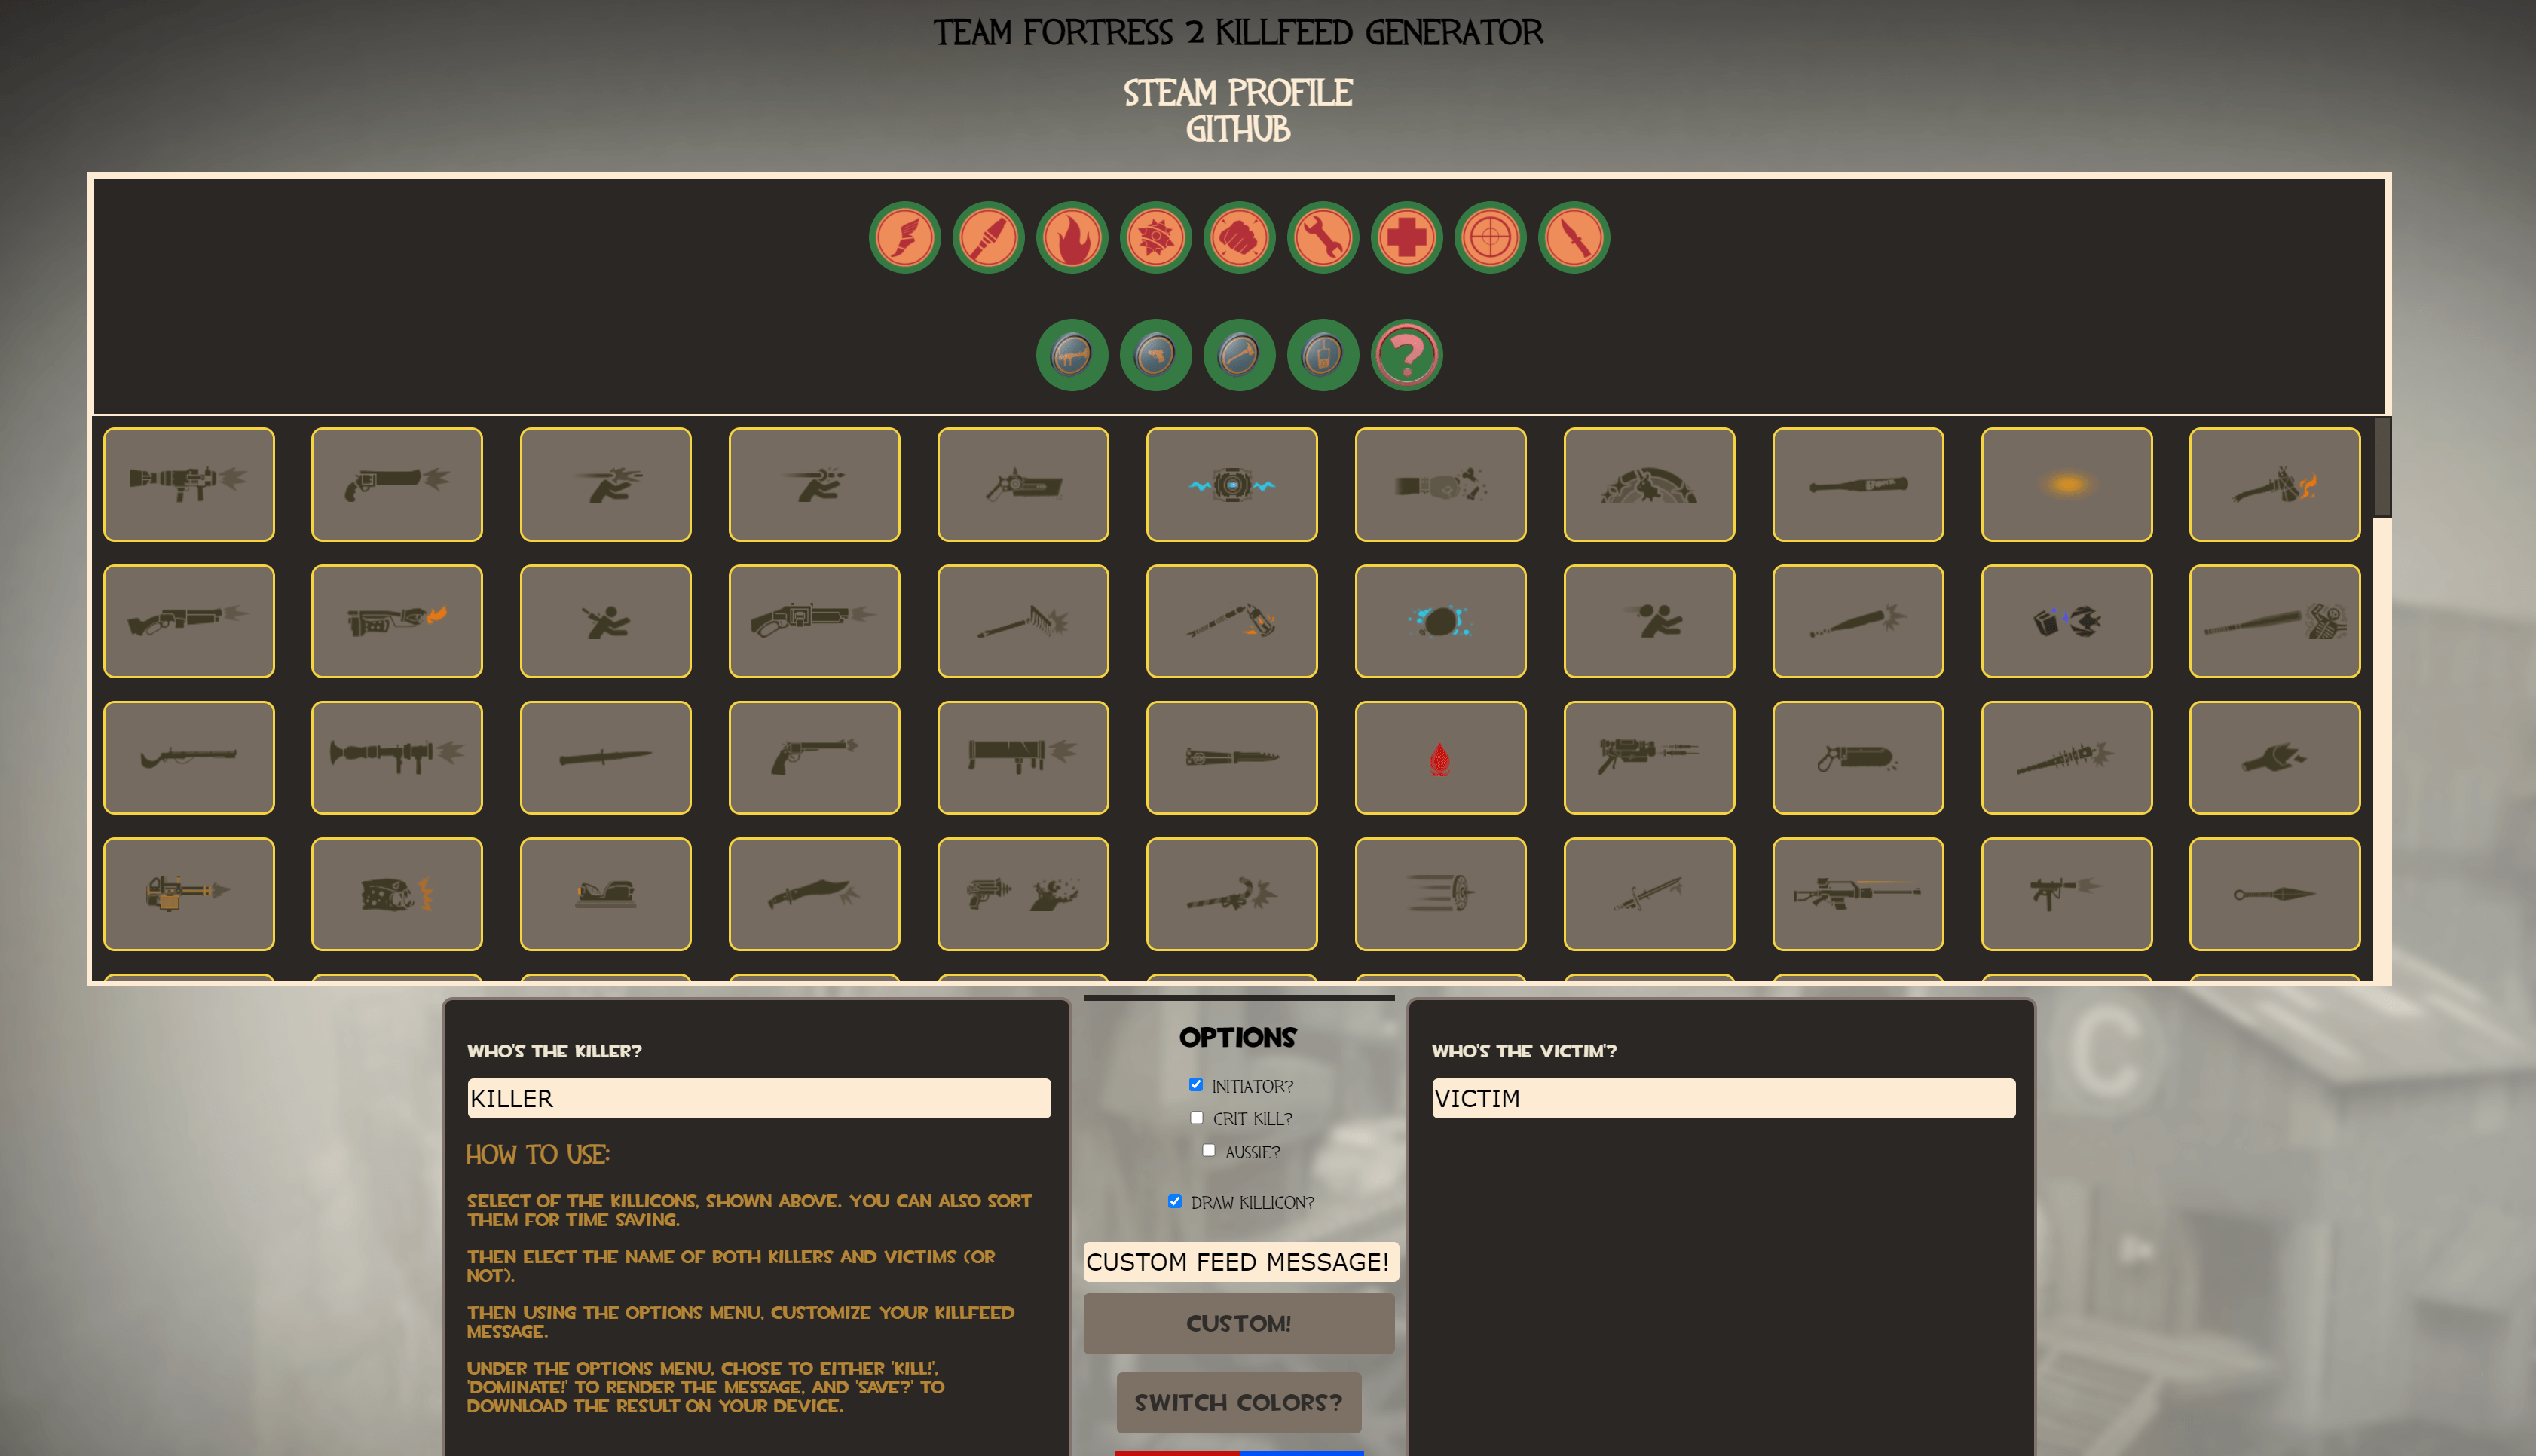 TEAM FORTRESS 2 KILLFEED GENERATOR
STEAM PROFILE
GITHUB
WHO'S THE KILLER?
KILLER
HOW TO USE:
SELECT OF THE KILLICONS, SHOWN ABOVE. YOU CAN ALSO SORT
THEM FOR TIME SAVING.
THEN ELECT THE NAME OF BOTH KILLERS AND VICTIMS (OR
NOT).
THEN USING THE OPTIONS MENU, CUSTOMIZE YOUR KILLFEED
MESSAGE.
UNDER THE OPTIONS MENU, CHOSE TO EITHER 'KILL!',
'DOMINATE!' TO RENDER THE MESSAGE, AND 'SAVE?' TO
DOWNLOAD THE RESULT ON YOUR DEVICE.
OPTIONS
INITIATOR?
CRIT KILL?
AUSSIE?
DRAW KILLICON?
CUSTOM FEED MESSAGE!
CUSTOM!
SWITCH COLORS?
WHO'S THE VICTIM'?
VICTIM
C